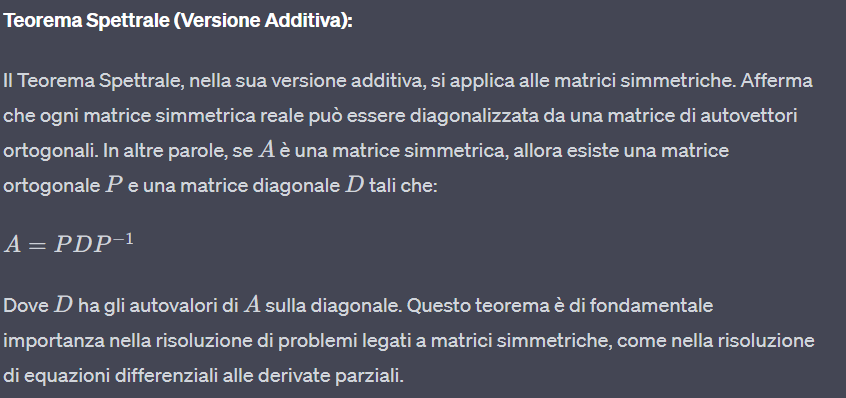 Teorema Spettrale (Versione Additiva):
Il Teorema Spettrale, nella sua versione additiva, si applica alle matrici simmetriche. Afferma
che ogni matrice simmetrica reale può essere diagonalizzata da una matrice di autovettori
ortogonali. In altre parole, se A è una matrice simmetrica, allora esiste una matrice
ortogonale P e una matrice diagonale D tali che:
A = PDP⁻¹
Dove D ha gli autovalori di A sulla diagonale. Questo teorema è di fondamentale
importanza nella risoluzione di problemi legati a matrici simmetriche, come nella risoluzione
di equazioni differenziali alle derivate parziali.